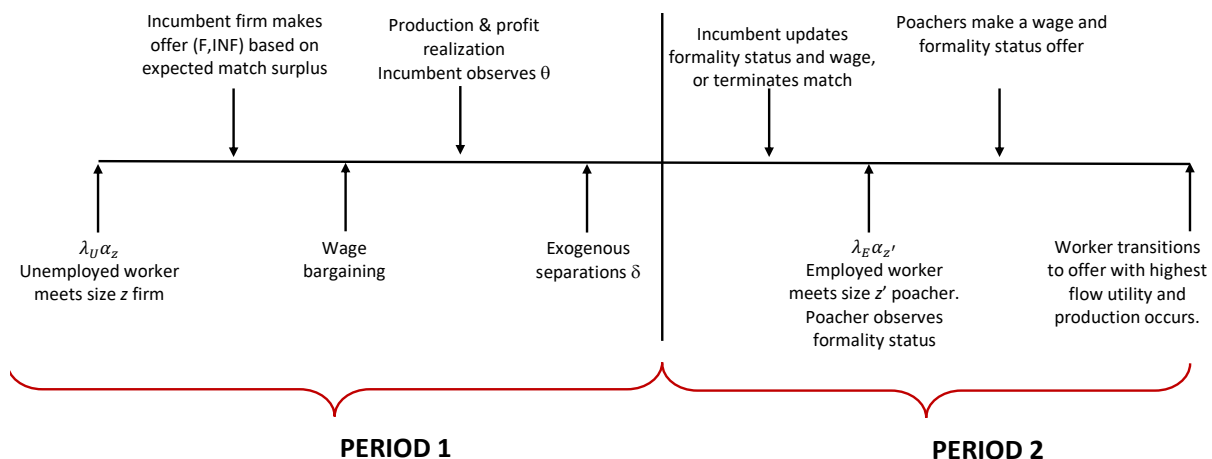 Incumbent firm makes
offer (F,INF) based on
expected match surplus
Production & profit
realization
Incumbent observes θ
Incumbent updates
formality status and wage,
or terminates match
Poachers make a wage and
formality status offer
λ_U α_z
Unemployed worker
meets size z firm
Wage
bargaining
Exogenous
separations δ
λ_E α_z'
Employed worker
meets size z' poacher.
Poacher observes
formality status
Worker transitions
to offer with highest
flow utility and
production occurs.
PERIOD 1
PERIOD 2